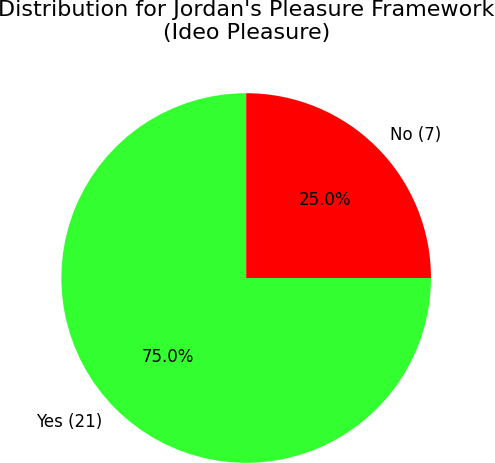 Distribution for Jordan's Pleasure Framework
(Ideo Pleasure)
No (7)
25.0%
75.0%
Yes (21)